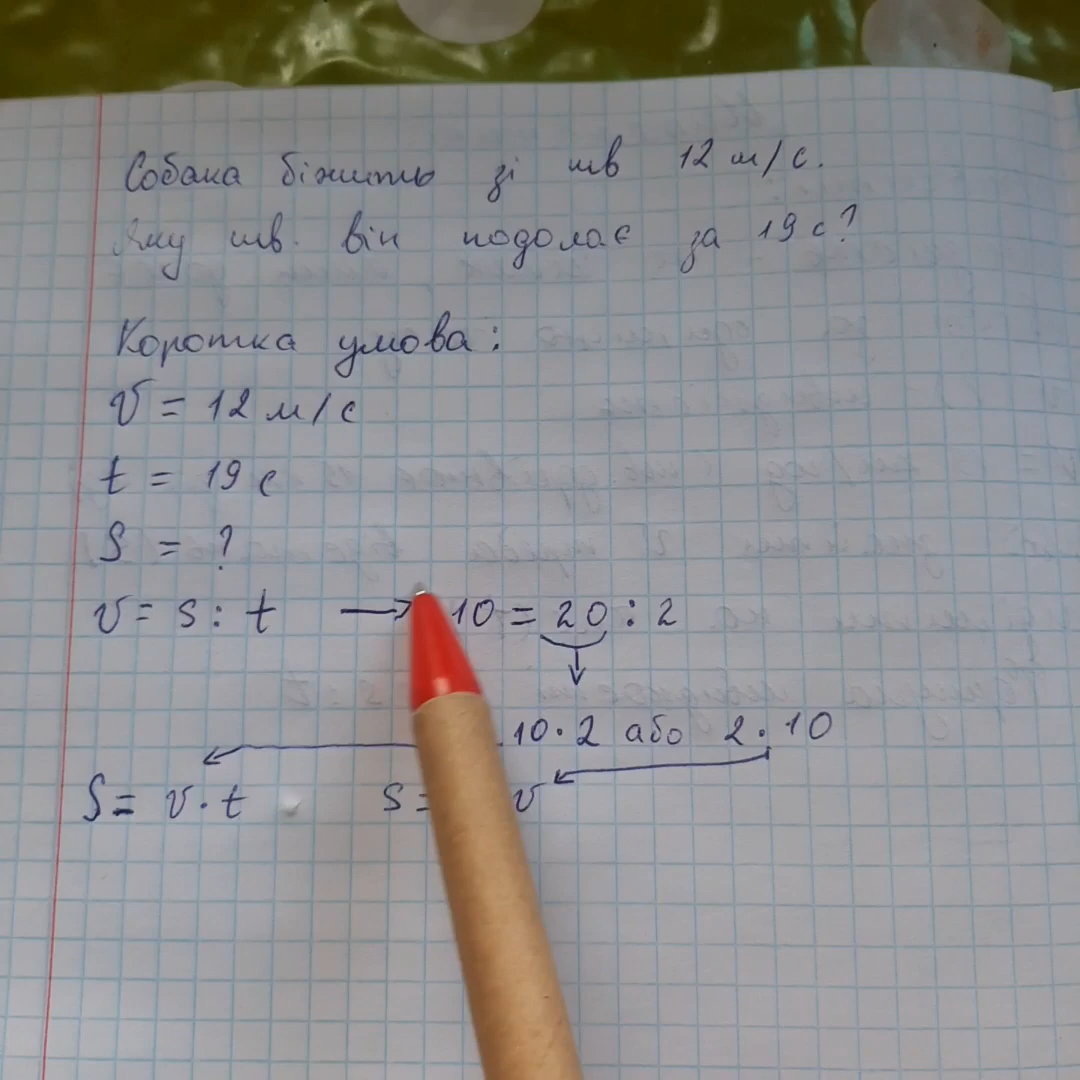 Собака біжить зі шв 12 м/с.
Яку шв. він подолає за 19 с?
Коротка умова:
v = 12 м/с
t = 19 с
S = ?
v = s : t → 10 = 20 : 2
10 · 2 або 2 · 10
S = v · t s = v